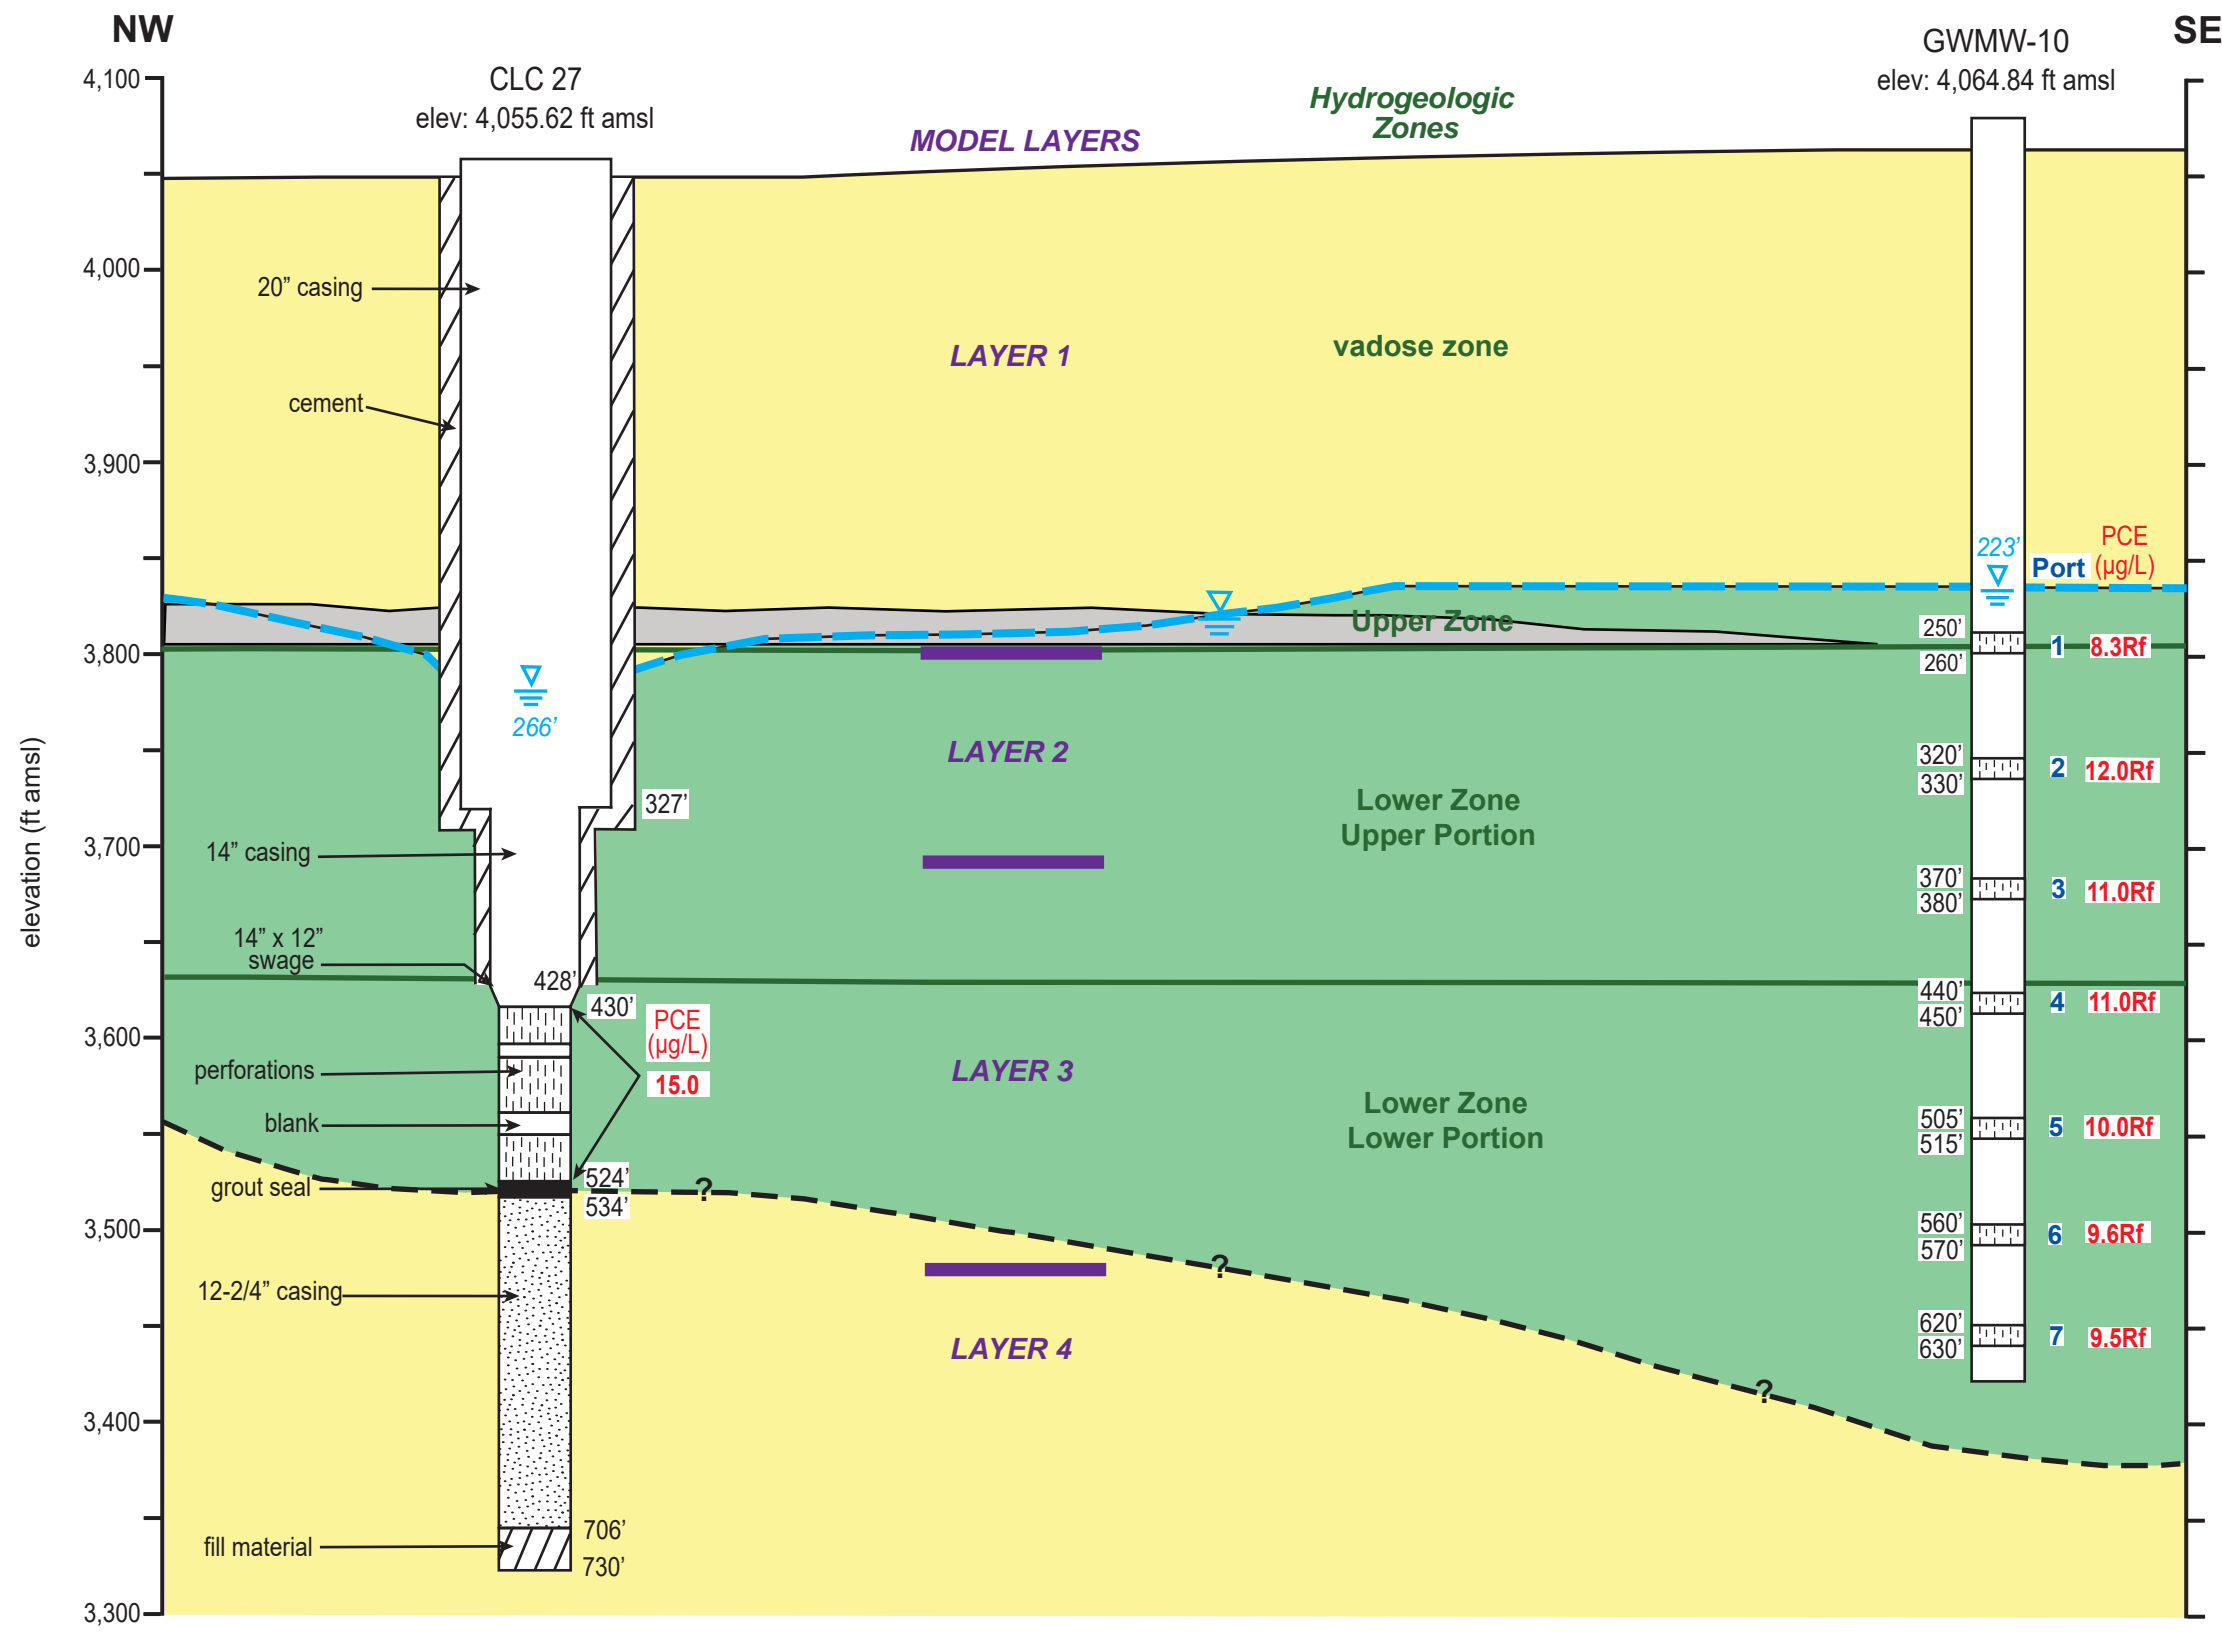 NW
SE
CLC 27
elev: 4,055.62 ft amsl
GWMW-10
elev: 4,064.84 ft amsl
MODEL LAYERS
Hydrogeologic
Zones
elevation (ft amsl)
4,100
4,000
3,900
3,800
3,700
3,600
3,500
3,400
3,300
20” casing
cement
14” casing
14” x 12”
swage
perforations
blank
grout seal
12-2/4” casing
fill material
266’
327’
428’
430’
PCE
(µg/L)
15.0
524’
534’
706’
730’
LAYER 1
LAYER 2
LAYER 3
LAYER 4
vadose zone
Upper Zone
Lower Zone
Upper Portion
Lower Zone
Lower Portion
?
?
?
223’
Port
PCE
(µg/L)
250’
260’
1
8.3Rf
320’
330’
2
12.0Rf
370’
380’
3
11.0Rf
440’
450’
4
11.0Rf
505’
515’
5
10.0Rf
560’
570’
6
9.6Rf
620’
630’
7
9.5Rf